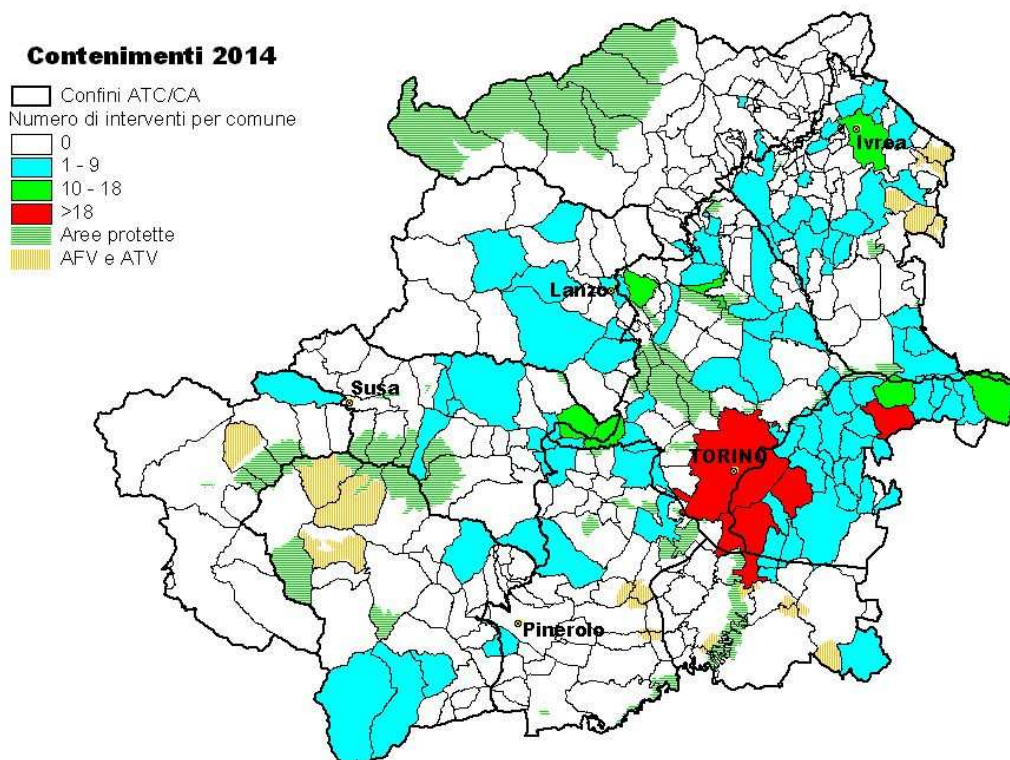 Contenimenti 2014
Confini ATC/CA
Numero di interventi per comune
0
1 - 9
10 - 18
>18
Aree protette
AFV e ATV
Ivrea
Lanzo
Susa
TORINO
Pinerolo